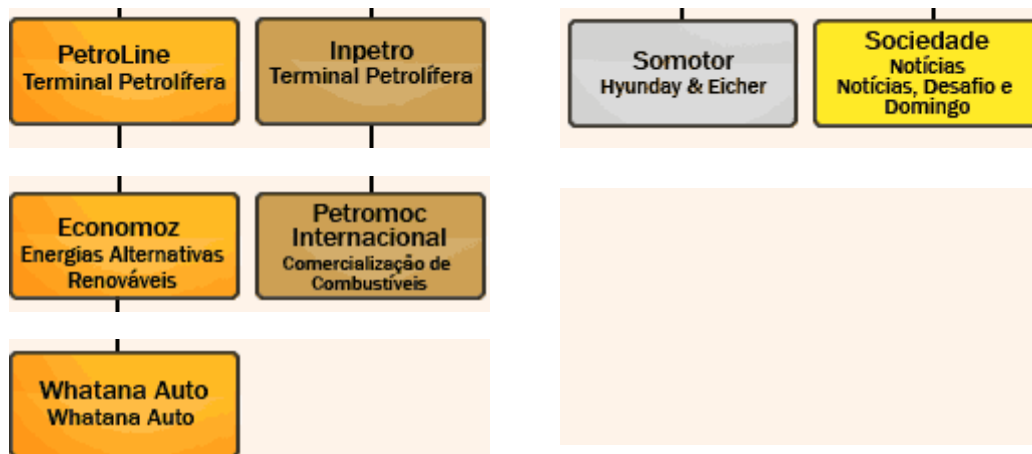 PetroLine
Terminal Petrolífera
Inpetro
Terminal Petrolífera
Somotor
Hyunday & Eicher
Sociedade
Notícias
Notícias, Desafio e
Domingo
Economoz
Energias Alternativas
Renováveis
Petromoc
Internacional
Comercialização de
Combustíveis
Whatana Auto
Whatana Auto